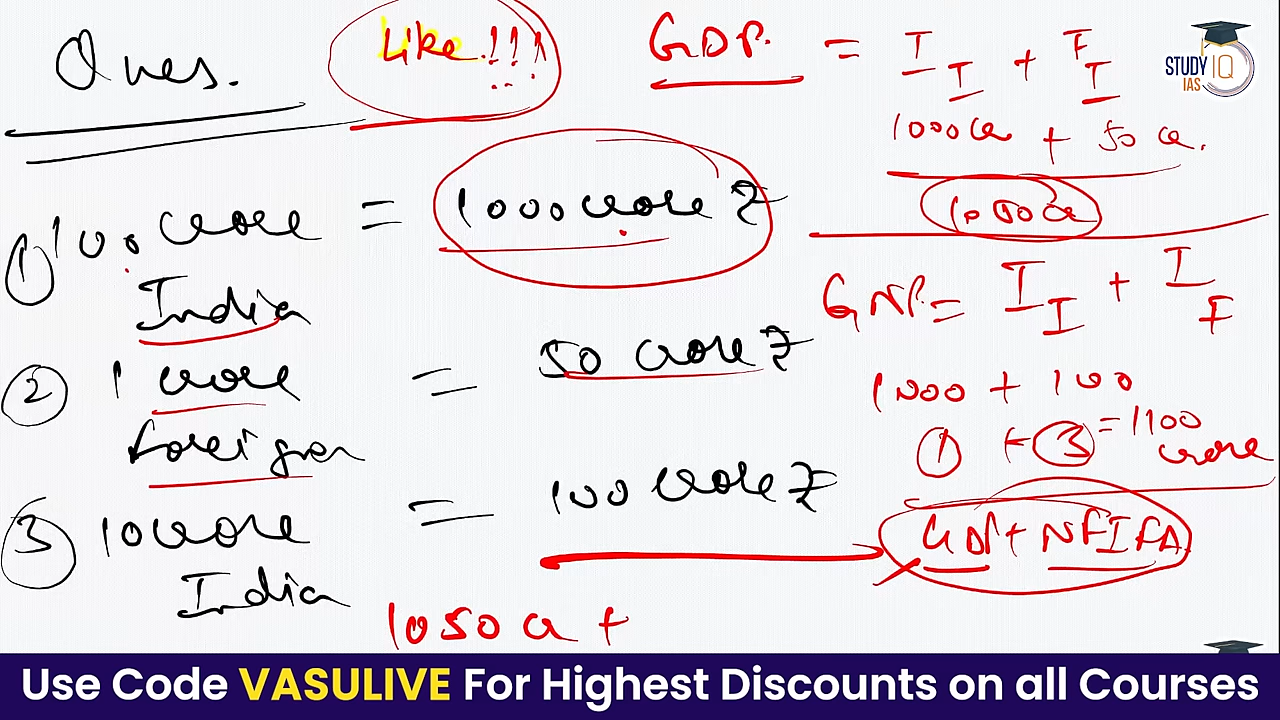 Ques.
Like!!!
① 100 crore = 1000 crore ₹
India
② 1 crore = 50 crore ₹
foreigner
③ 10 crore = 100 crore ₹
India
1050 cr +
GDP. = I_I + F_I
1000 cr + 50 cr.
1050 cr
GNP. = I_I + I_F
1000 + 100
① + ③ = 1100
crore
GDP + NFIFA
STUDY IQ
IAS
Use Code VASULIVE For Highest Discounts on all Courses